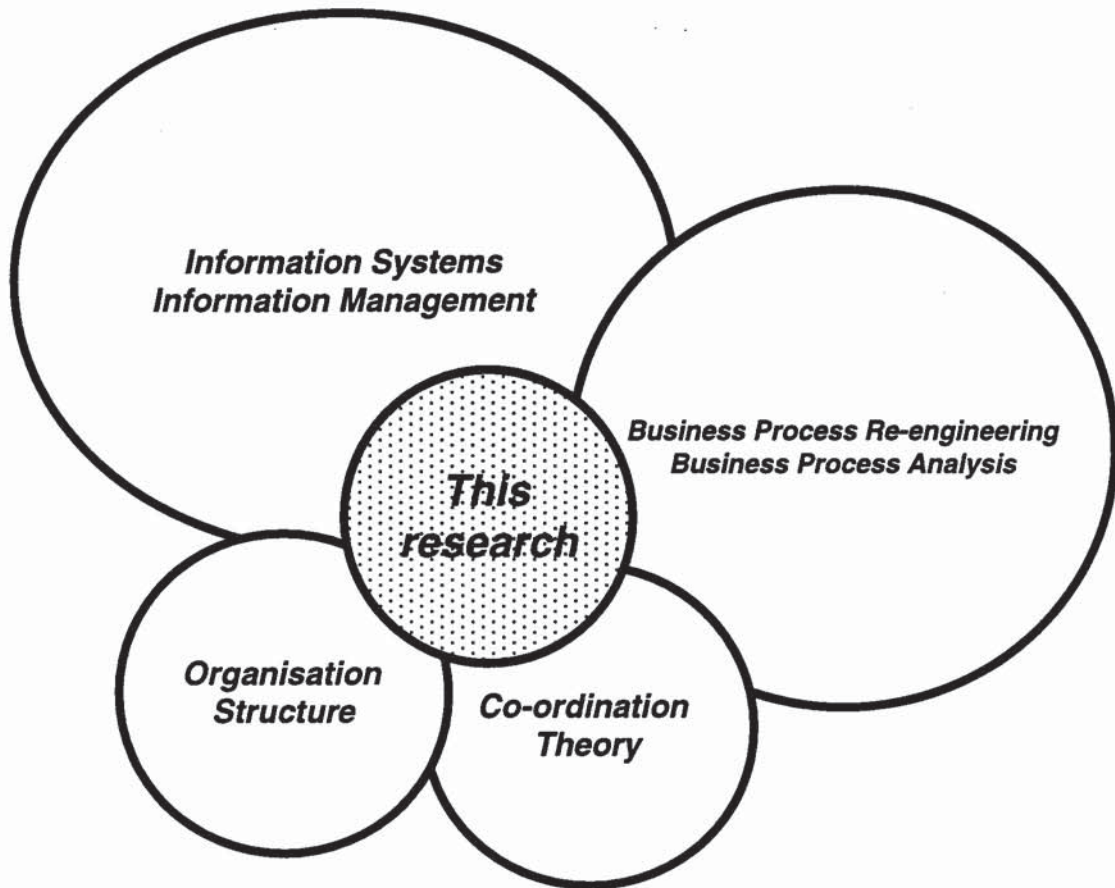 Information Systems
Information Management
Business Process Re-engineering
Business Process Analysis
This
research
Organisation
Structure
Co-ordination
Theory